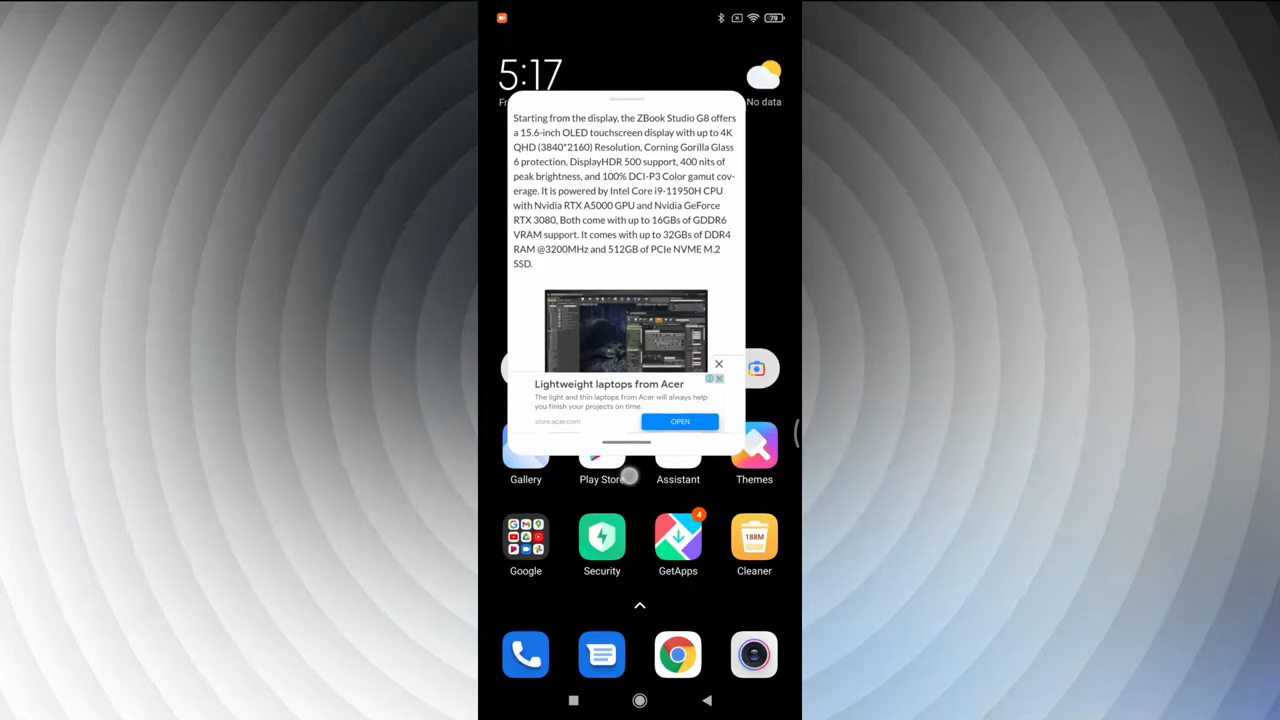 79
5:17
No data
Fr
Starting from the display, the ZBook Studio G8 offers
a 15.6-inch OLED touchscreen display with up to 4K
QHD (3840*2160) Resolution, Corning Gorilla Glass
6 protection, DisplayHDR 500 support, 400 nits of
peak brightness, and 100% DCI-P3 Color gamut cov-
erage. It is powered by Intel Core i9-11950H CPU
with Nvidia RTX A5000 GPU and Nvidia GeForce
RTX 3080, Both come with up to 16GBs of GDDR6
VRAM support. It comes with up to 32GBs of DDR4
RAM @3200MHz and 512GB of PCIe NVME M.2
SSD.
Lightweight laptops from Acer
The light and thin laptops from Acer will always help
you finish your projects on time.
store.acer.com
OPEN
Gallery
Play Store
Assistant
Themes
4
188M
Google
Security
GetApps
Cleaner